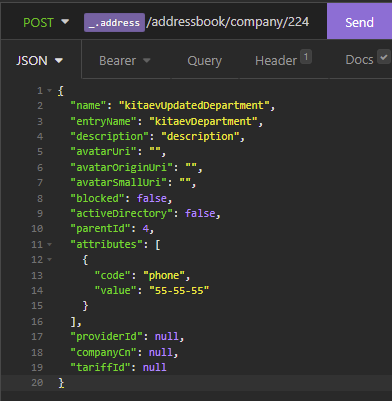 POST _.address /addressbook/company/224 Send
JSON Bearer Query Header 1 Docs
1 {
2 "name": "kitaevUpdatedDepartment",
3 "entryName": "kitaevDepartment",
4 "description": "description",
5 "avatarUri": "",
6 "avatarOriginUri": "",
7 "avatarSmallUri": "",
8 "blocked": false,
9 "activeDirectory": false,
10 "parentId": 4,
11 "attributes": [
12 {
13 "code": "phone",
14 "value": "55-55-55"
15 }
16 ],
17 "providerId": null,
18 "companyCn": null,
19 "tariffId": null
20 }